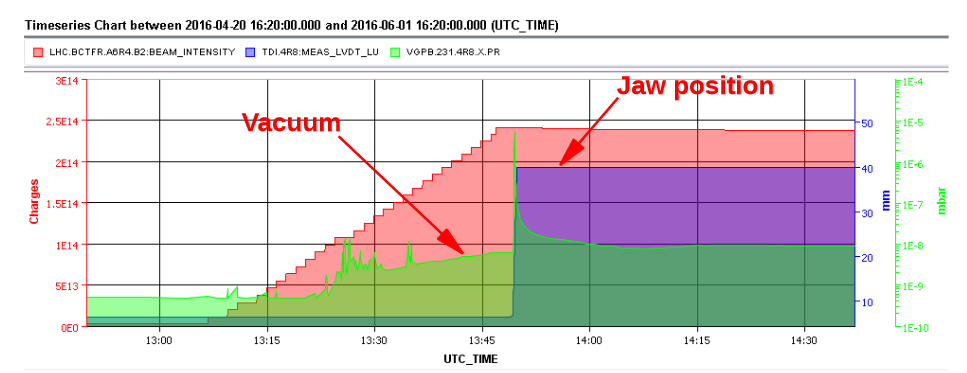 Timeseries Chart between 2016-04-20 16:20:00.000 and 2016-06-01 16:20:00.000 (UTC_TIME)
LHC.BCTFR.A6R4.B2:BEAM_INTENSITY TDI.4R8:MEAS_LVDT_LU VGPB.231.4R8.X.PR
Vacuum
Jaw position
Charges
3E14
2.5E14
2E14
1.5E14
1E14
5E13
0E0
13:00 13:15 13:30 13:45 14:00 14:15 14:30
UTC_TIME
50
40
30
20
10
mm
1E-4
1E-5
1E-6
1E-7
1E-8
1E-9
1E-10
mbar